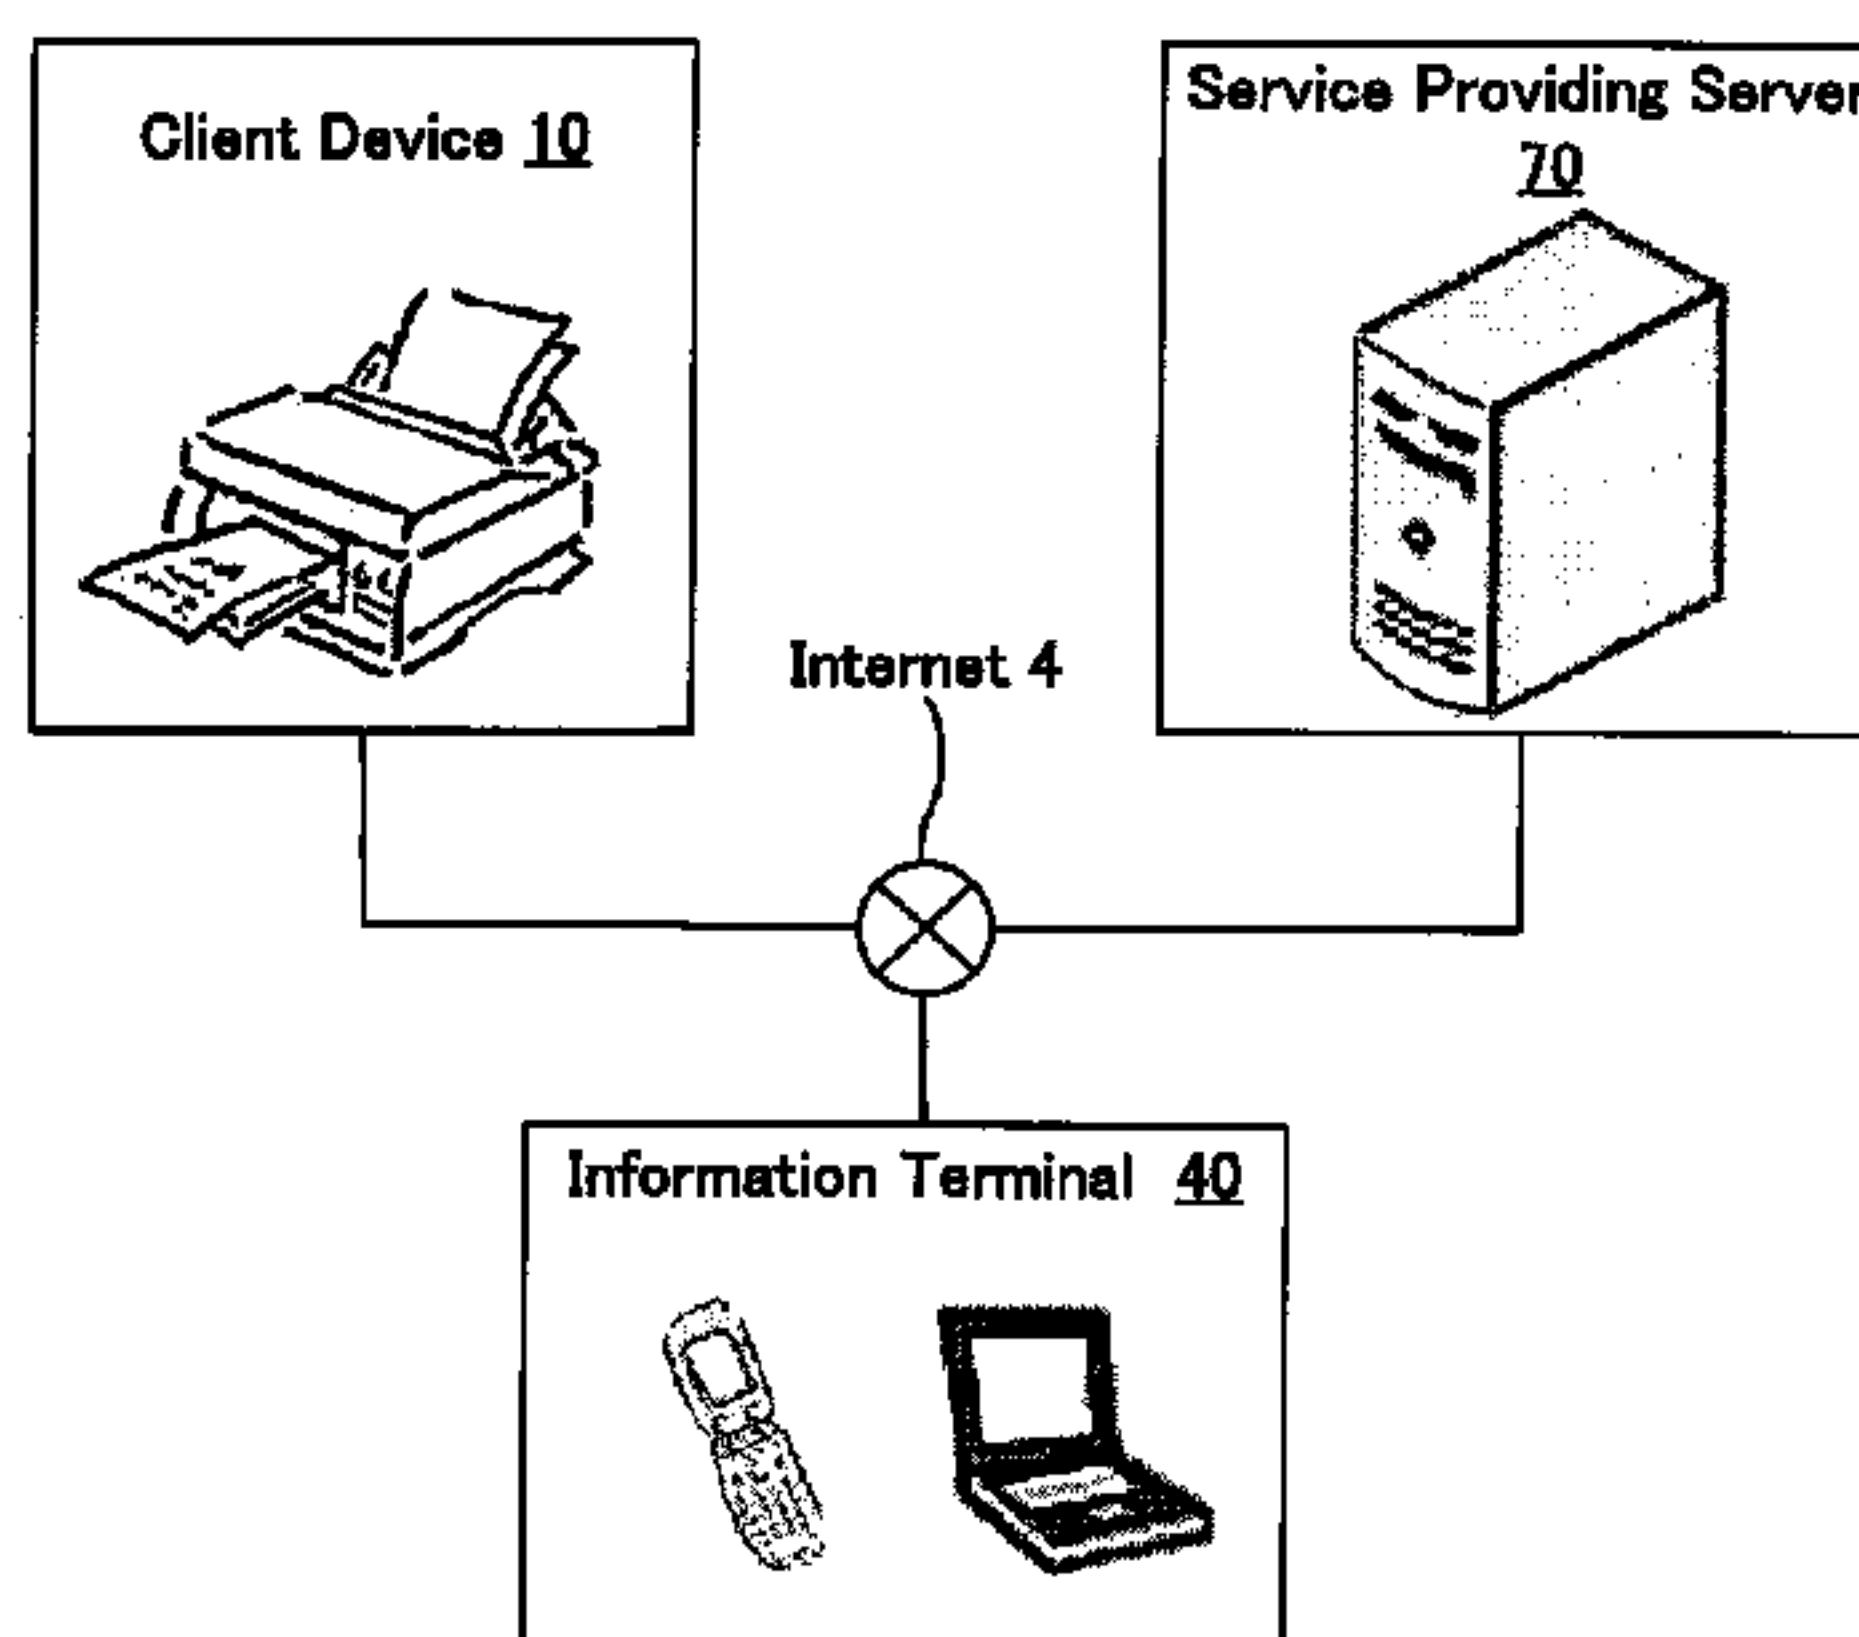 Client Device 10
Service Providing Server
70
Internet 4
Information Terminal 40